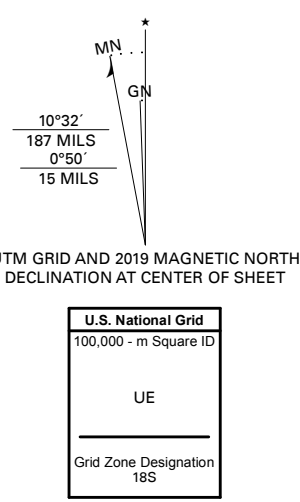 ★
MN
GN
10°32´
187 MILS
0°50´
15 MILS
UTM GRID AND 2019 MAGNETIC NORTH
DECLINATION AT CENTER OF SHEET
U.S. National Grid
100,000 - m Square ID
UE
Grid Zone Designation
18S